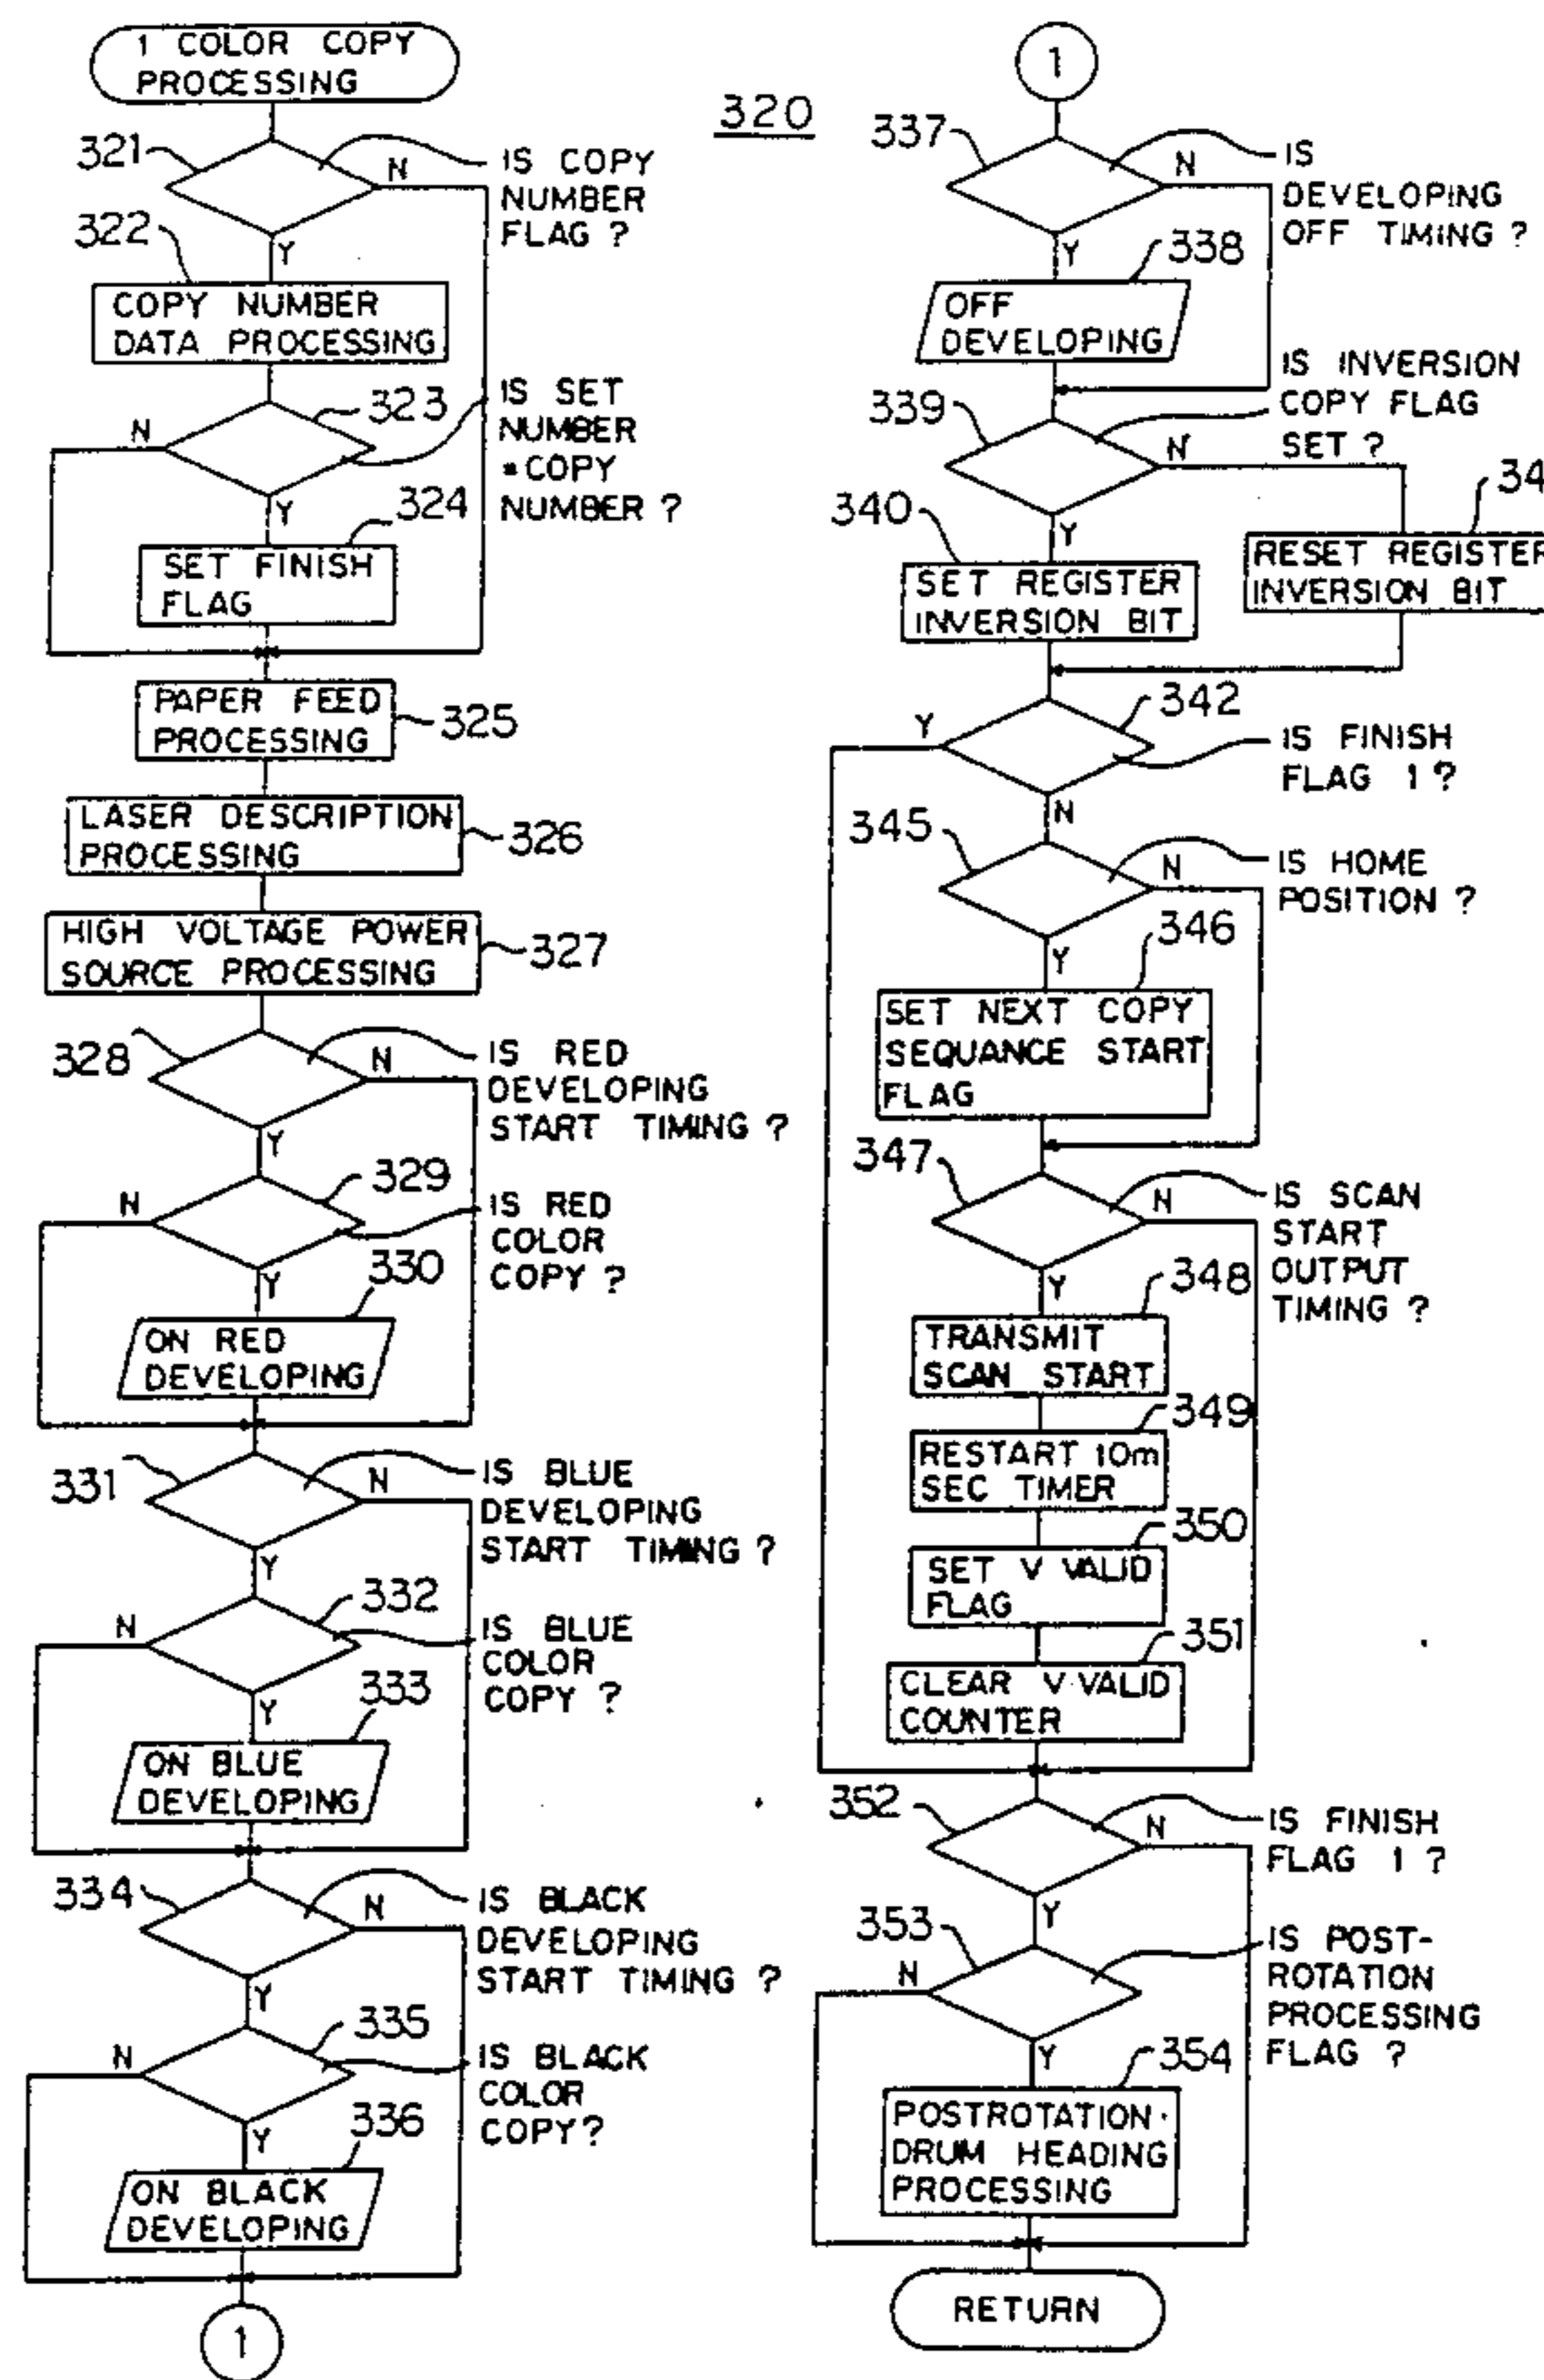 1 COLOR COPY
PROCESSING
321
IS COPY
NUMBER
FLAG ?
N
Y
322
COPY NUMBER
DATA PROCESSING
323
IS SET
NUMBER
=COPY
NUMBER ?
N
Y
324
SET FINISH
FLAG
PAPER FEED
PROCESSING
325
LASER DESCRIPTION
PROCESSING
326
HIGH VOLTAGE POWER
SOURCE PROCESSING
327
328
IS RED
DEVELOPING
START TIMING ?
N
Y
329
IS RED
COLOR
COPY ?
N
Y
330
ON RED
DEVELOPING
331
IS BLUE
DEVELOPING
START TIMING ?
N
Y
332
IS BLUE
COLOR
COPY ?
N
Y
333
ON BLUE
DEVELOPING
334
IS BLACK
DEVELOPING
START TIMING ?
N
Y
335
IS BLACK
COLOR
COPY ?
N
Y
336
ON BLACK
DEVELOPING
1
320
1
337
IS
DEVELOPING
OFF TIMING ?
N
Y
338
OFF
DEVELOPING
339
IS INVERSION
COPY FLAG
SET ?
N
Y
340
SET REGISTER
INVERSION BIT
34
RESET REGISTER
INVERSION BIT
342
IS FINISH
FLAG 1 ?
Y
N
345
IS HOME
POSITION ?
N
Y
346
SET NEXT COPY
SEQUANCE START
FLAG
347
IS SCAN
START
OUTPUT
TIMING ?
N
Y
348
TRANSMIT
SCAN START
349
RESTART 10m
SEC TIMER
350
SET V VALID
FLAG
351
CLEAR V VALID
COUNTER
352
IS FINISH
FLAG 1 ?
N
Y
353
IS POST-
ROTATION
PROCESSING
FLAG ?
N
Y
354
POSTROTATION ·
DRUM HEADING
PROCESSING
RETURN